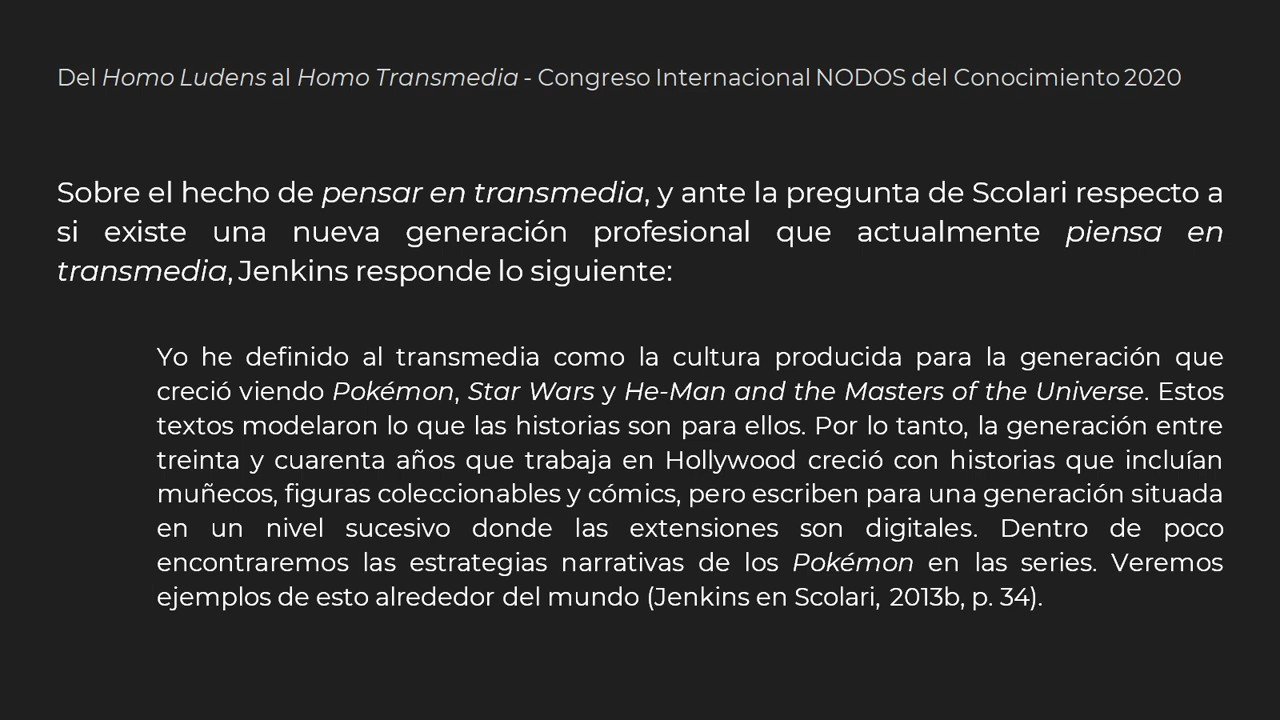 Del Homo Ludens al Homo Transmedia - Congreso Internacional NODOS del Conocimiento 2020
Sobre el hecho de pensar en transmedia, y ante la pregunta de Scolari respecto a
si existe una nueva generación profesional que actualmente piensa en
transmedia, Jenkins responde lo siguiente:
Yo he definido al transmedia como la cultura producida para la generación que
creció viendo Pokémon, Star Wars y He-Man and the Masters of the Universe. Estos
textos modelaron lo que las historias son para ellos. Por lo tanto, la generación entre
treinta y cuarenta años que trabaja en Hollywood creció con historias que incluían
muñecos, figuras coleccionables y cómics, pero escriben para una generación situada
en un nivel sucesivo donde las extensiones son digitales. Dentro de poco
encontraremos las estrategias narrativas de los Pokémon en las series. Veremos
ejemplos de esto alrededor del mundo (Jenkins en Scolari, 2013b, p. 34).